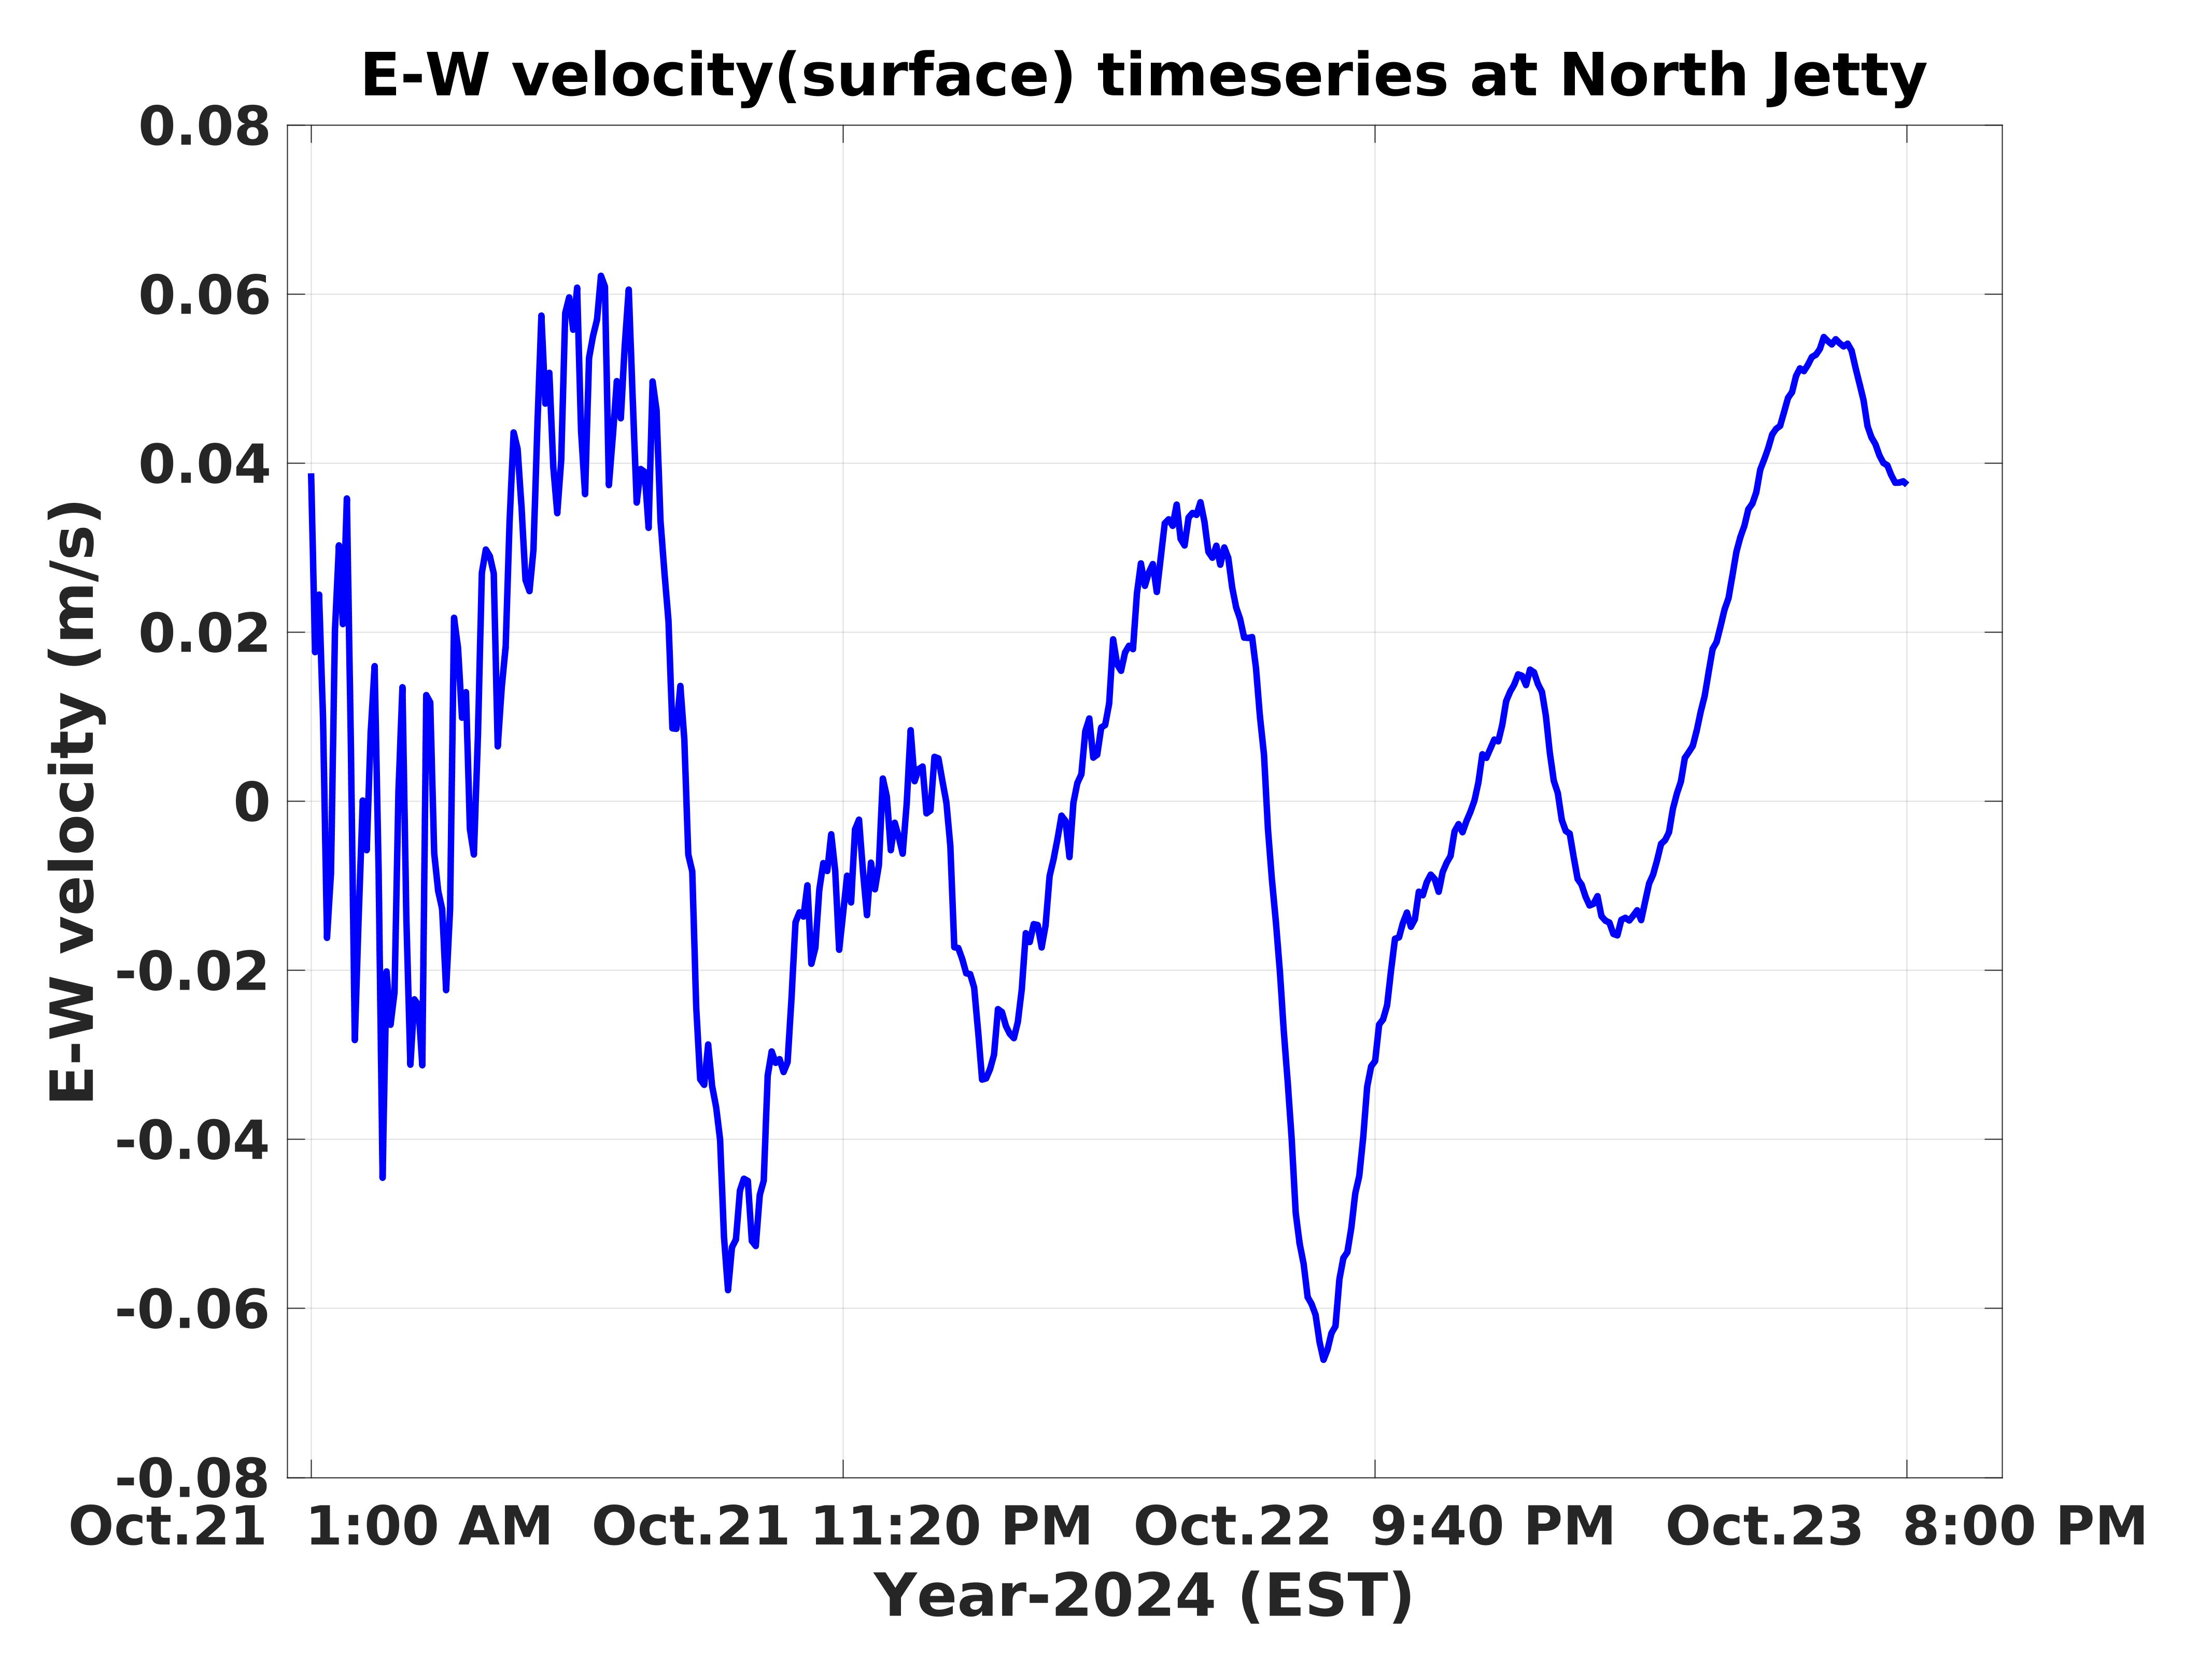 E-W velocity(surface) timeseries at North Jetty
E-W velocity (m/s)
0.08
0.06
0.04
0.02
0
-0.02
-0.04
-0.06
-0.08
Oct.21 1:00 AM Oct.21 11:20 PM Oct.22 9:40 PM Oct.23 8:00 PM
Year-2024 (EST)